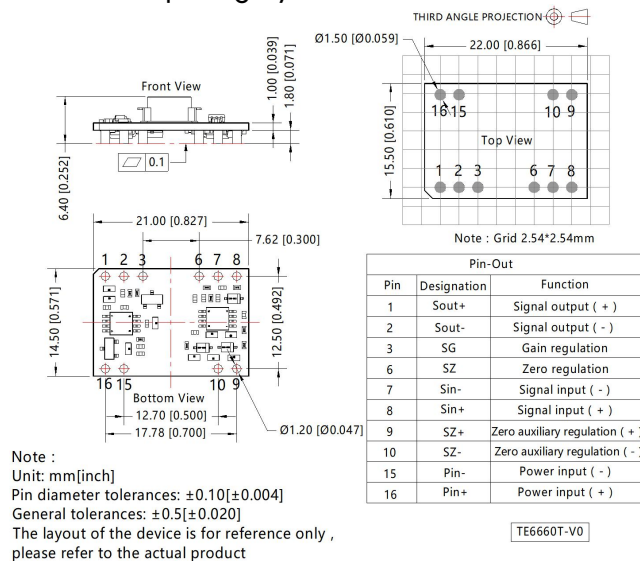 THIRD ANGLE PROJECTION
Ø1.50 [Ø0.059]
22.00 [0.866]
1.00 [0.039]
1.80 [0.071]
Front View
6.40 [0.252]
0.1
15.50 [0.610]
16 15 10 9
Top View
1 2 3 6 7 8
Note : Grid 2.54*2.54mm
21.00 [0.827]
7.62 [0.300]
1 2 3 6 7 8
14.50 [0.571]
12.50 [0.492]
16 15 10 9
Bottom View
12.70 [0.500]
17.78 [0.700]
Ø1.20 [Ø0.047]
Pin-Out
Pin Designation Function
1 Sout+ Signal output ( + )
2 Sout- Signal output ( - )
3 SG Gain regulation
6 SZ Zero regulation
7 Sin- Signal input ( - )
8 Sin+ Signal input ( + )
9 SZ+ Zero auxiliary regulation ( + )
10 SZ- Zero auxiliary regulation ( - )
15 Pin- Power input ( - )
16 Pin+ Power input ( + )
TE6660T-V0
Note :
Unit: mm[inch]
Pin diameter tolerances: ±0.10[±0.004]
General tolerances: ±0.5[±0.020]
The layout of the device is for reference only ,
please refer to the actual product